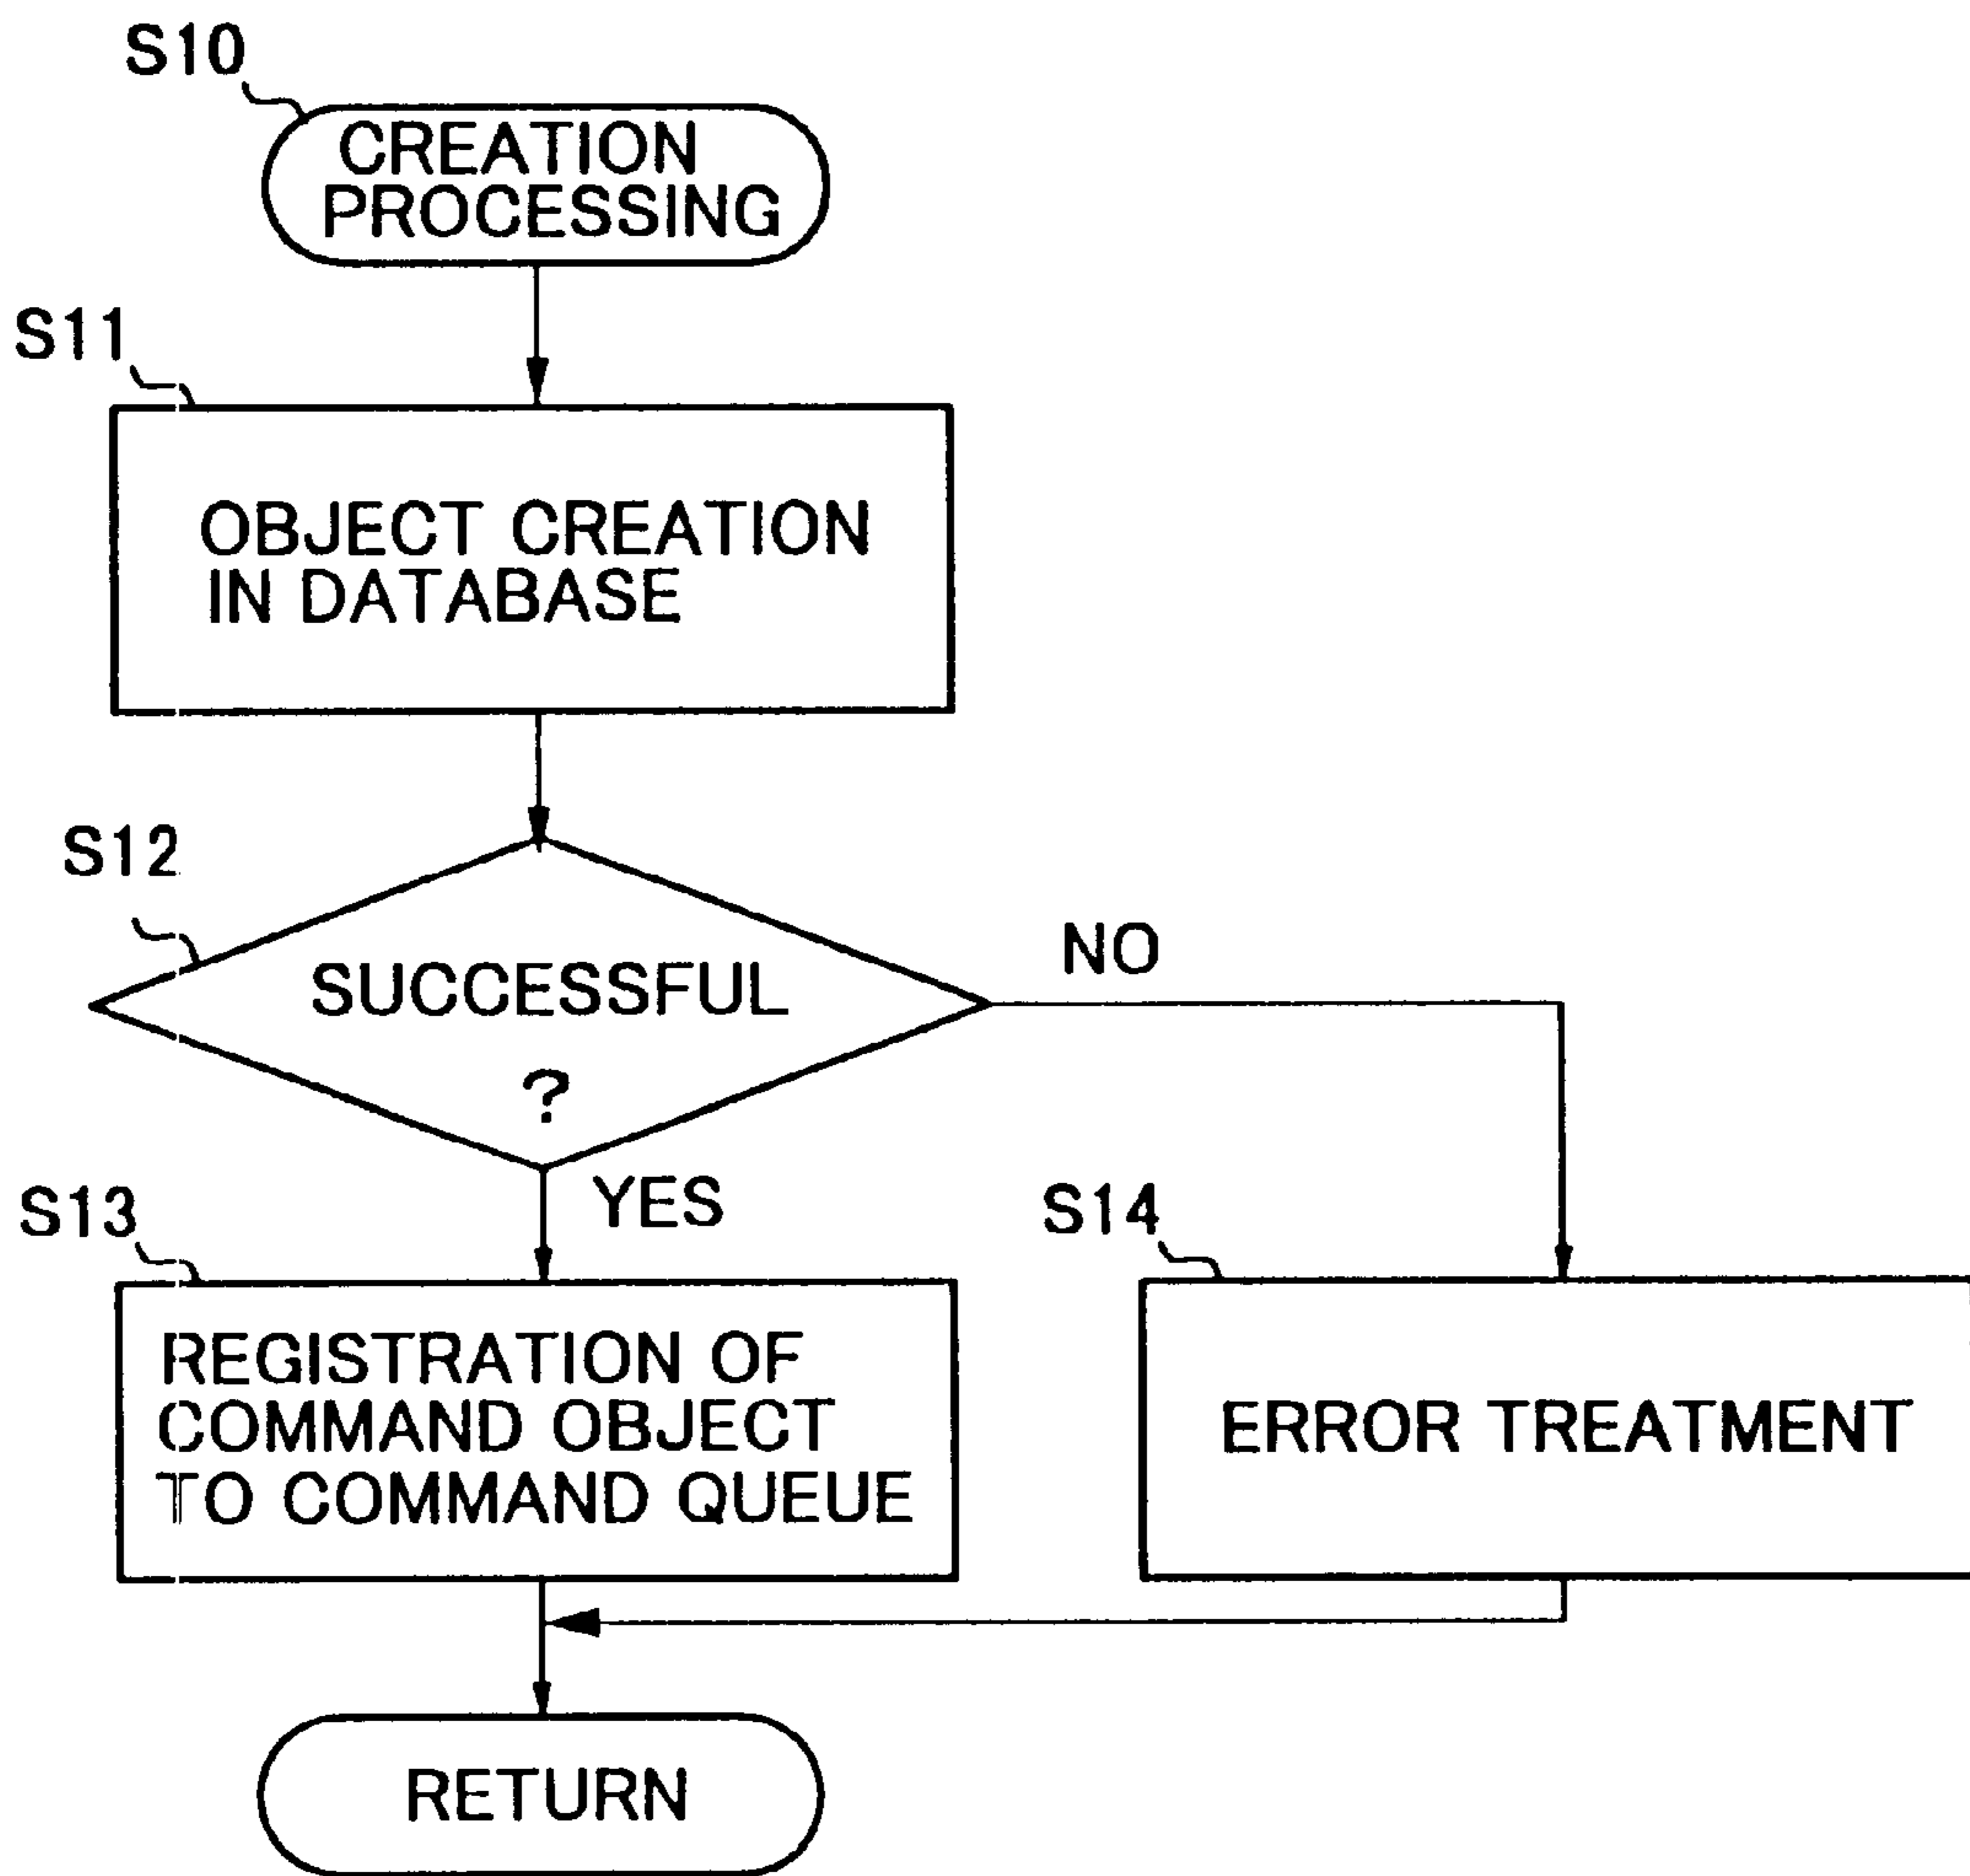 S10
CREATION
PROCESSING
S11
OBJECT CREATION
IN DATABASE
S12
SUCCESSFUL
?
NO
YES
S13
REGISTRATION OF
COMMAND OBJECT
TO COMMAND QUEUE
S14
ERROR TREATMENT
RETURN